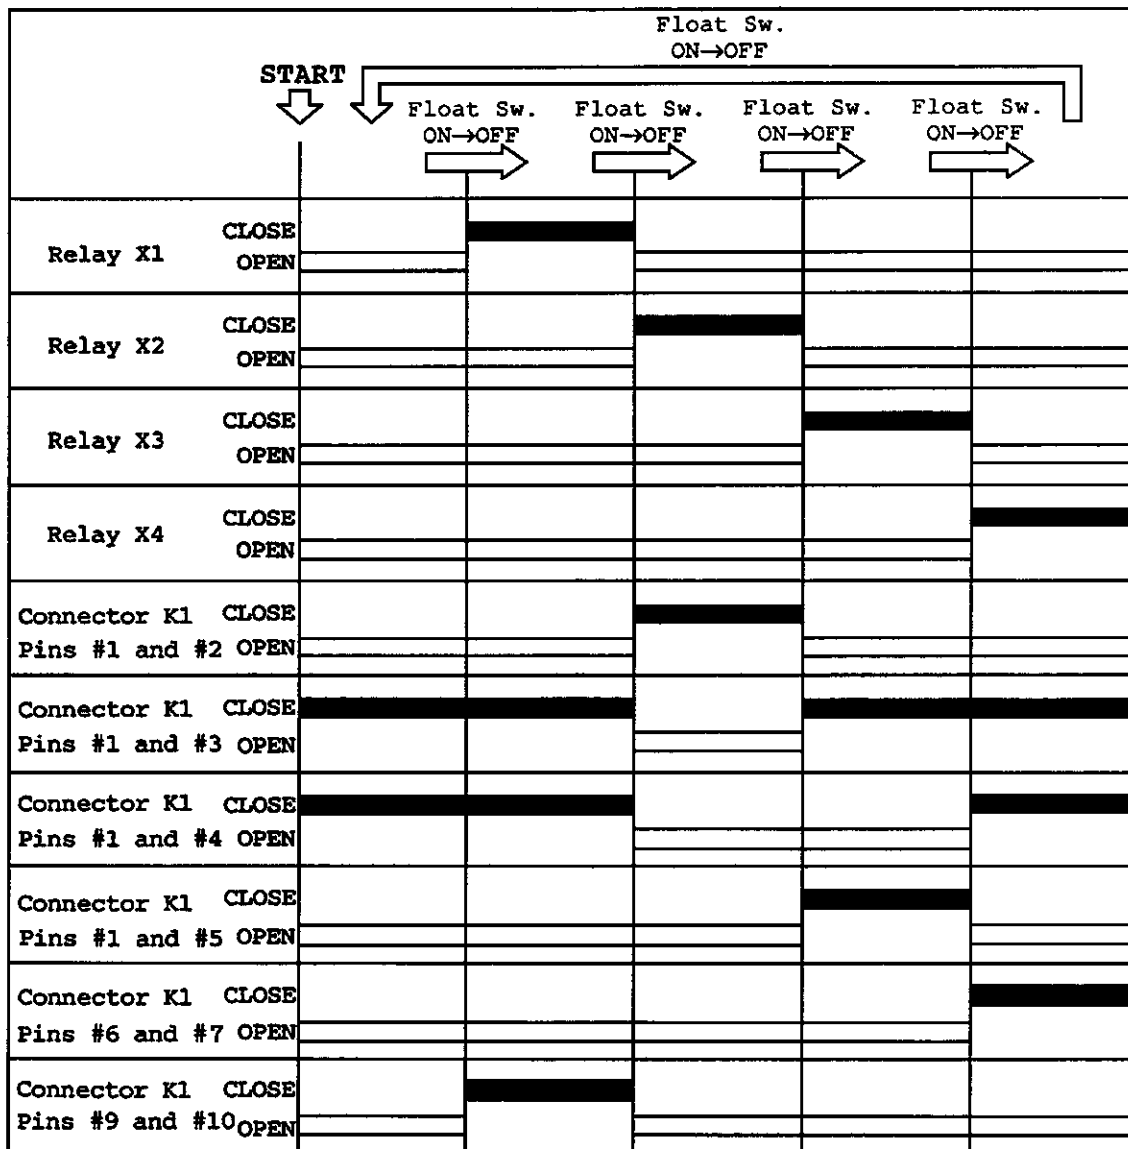 Float Sw.
ON→OFF
START
Float Sw. Float Sw. Float Sw. Float Sw.
ON→OFF ON→OFF ON→OFF ON→OFF
Relay X1 CLOSE
OPEN
Relay X2 CLOSE
OPEN
Relay X3 CLOSE
OPEN
Relay X4 CLOSE
OPEN
Connector K1 CLOSE
Pins #1 and #2 OPEN
Connector K1 CLOSE
Pins #1 and #3 OPEN
Connector K1 CLOSE
Pins #1 and #4 OPEN
Connector K1 CLOSE
Pins #1 and #5 OPEN
Connector K1 CLOSE
Pins #6 and #7 OPEN
Connector K1 CLOSE
Pins #9 and #10 OPEN